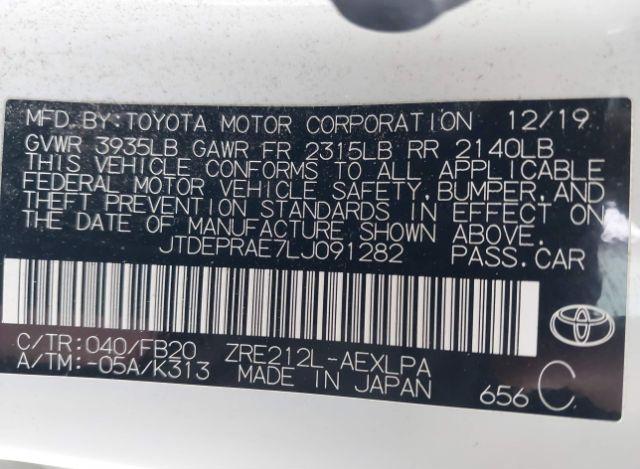 MFD.BY:TOYOTA MOTOR CORPORATION 12/19
GVWR 3935LB GAWR FR 2315LB RR 2140LB
THIS VEHICLE CONFORMS TO ALL APPLICABLE
FEDERAL MOTOR VEHICLE SAFETY,BUMPER,AND
THEFT PREVENTION STANDARDS IN EFFECT ON
THE DATE OF MANUFACTURE SHOWN ABOVE.
JTDEPRAE7LJ091282 PASS.CAR
C/TR:040/FB20 ZRE212L-AEXLPA
A/TM:-05A/K313 MADE IN JAPAN
656 C